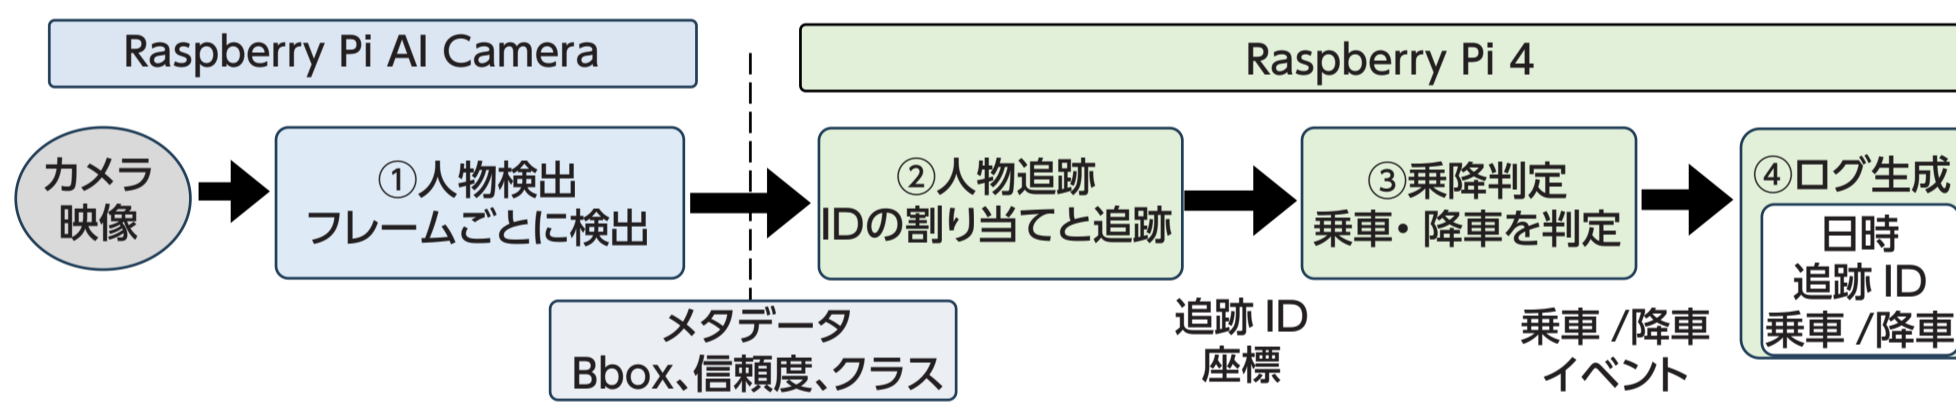 Raspberry Pi AI Camera
Raspberry Pi 4
カメラ
映像
①人物検出
フレームごとに検出
メタデータ
Bbox、信頼度、クラス
②人物追跡
IDの割り当てと追跡
追跡 ID
座標
③乗降判定
乗車・降車を判定
乗車 /降車
イベント
④ログ生成
日時
追跡 ID
乗車 /降車